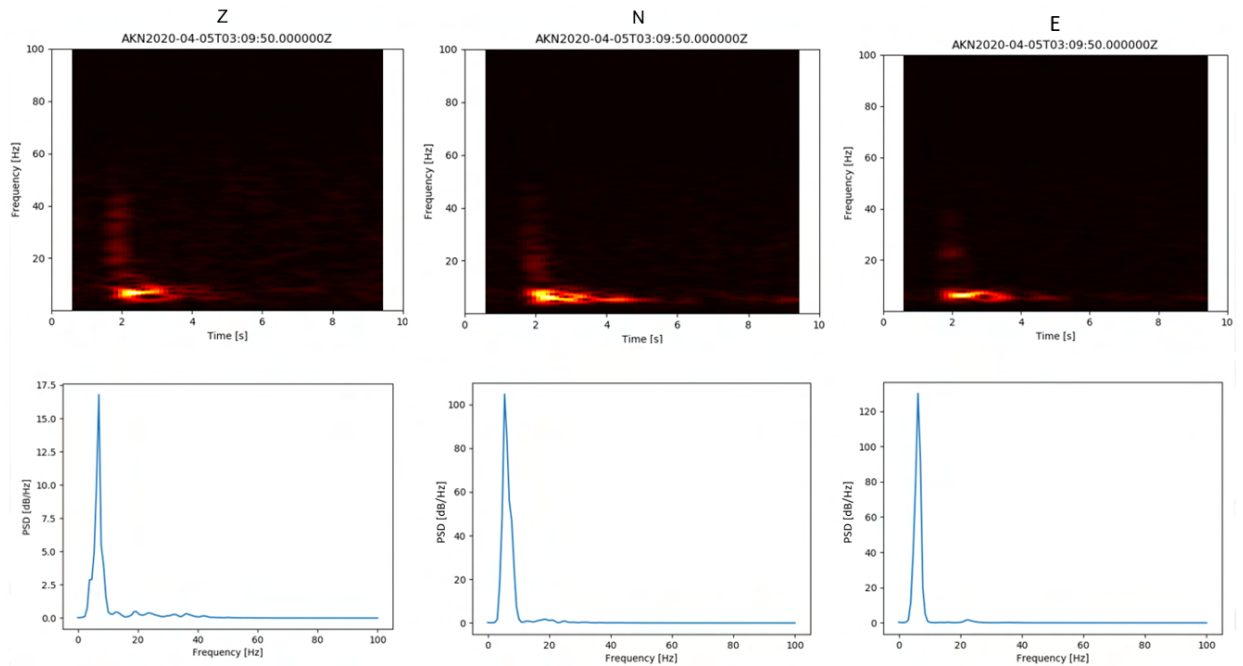 Z
AKN2020-04-05T03:09:50.000000Z
100
80
60
40
20
Frequency [Hz]
0 2 4 6 8 10
Time [s]
N
AKN2020-04-05T03:09:50.000000Z
100
80
60
40
20
Frequency [Hz]
0 2 4 6 8 10
Time [s]
E
AKN2020-04-05T03:09:50.000000Z
100
80
60
40
20
0
Frequency [Hz]
0 2 4 6 8 10
Time [s]
17.5
15.0
12.5
10.0
7.5
5.0
2.5
0.0
PSD [dB/Hz]
0 20 40 60 80 100
Frequency [Hz]
100
80
60
40
20
0
PSD [dB/Hz]
0 20 40 60 80 100
Frequency [Hz]
120
100
80
60
40
20
0
PSD [dB/Hz]
0 20 40 60 80 100
Frequency [Hz]